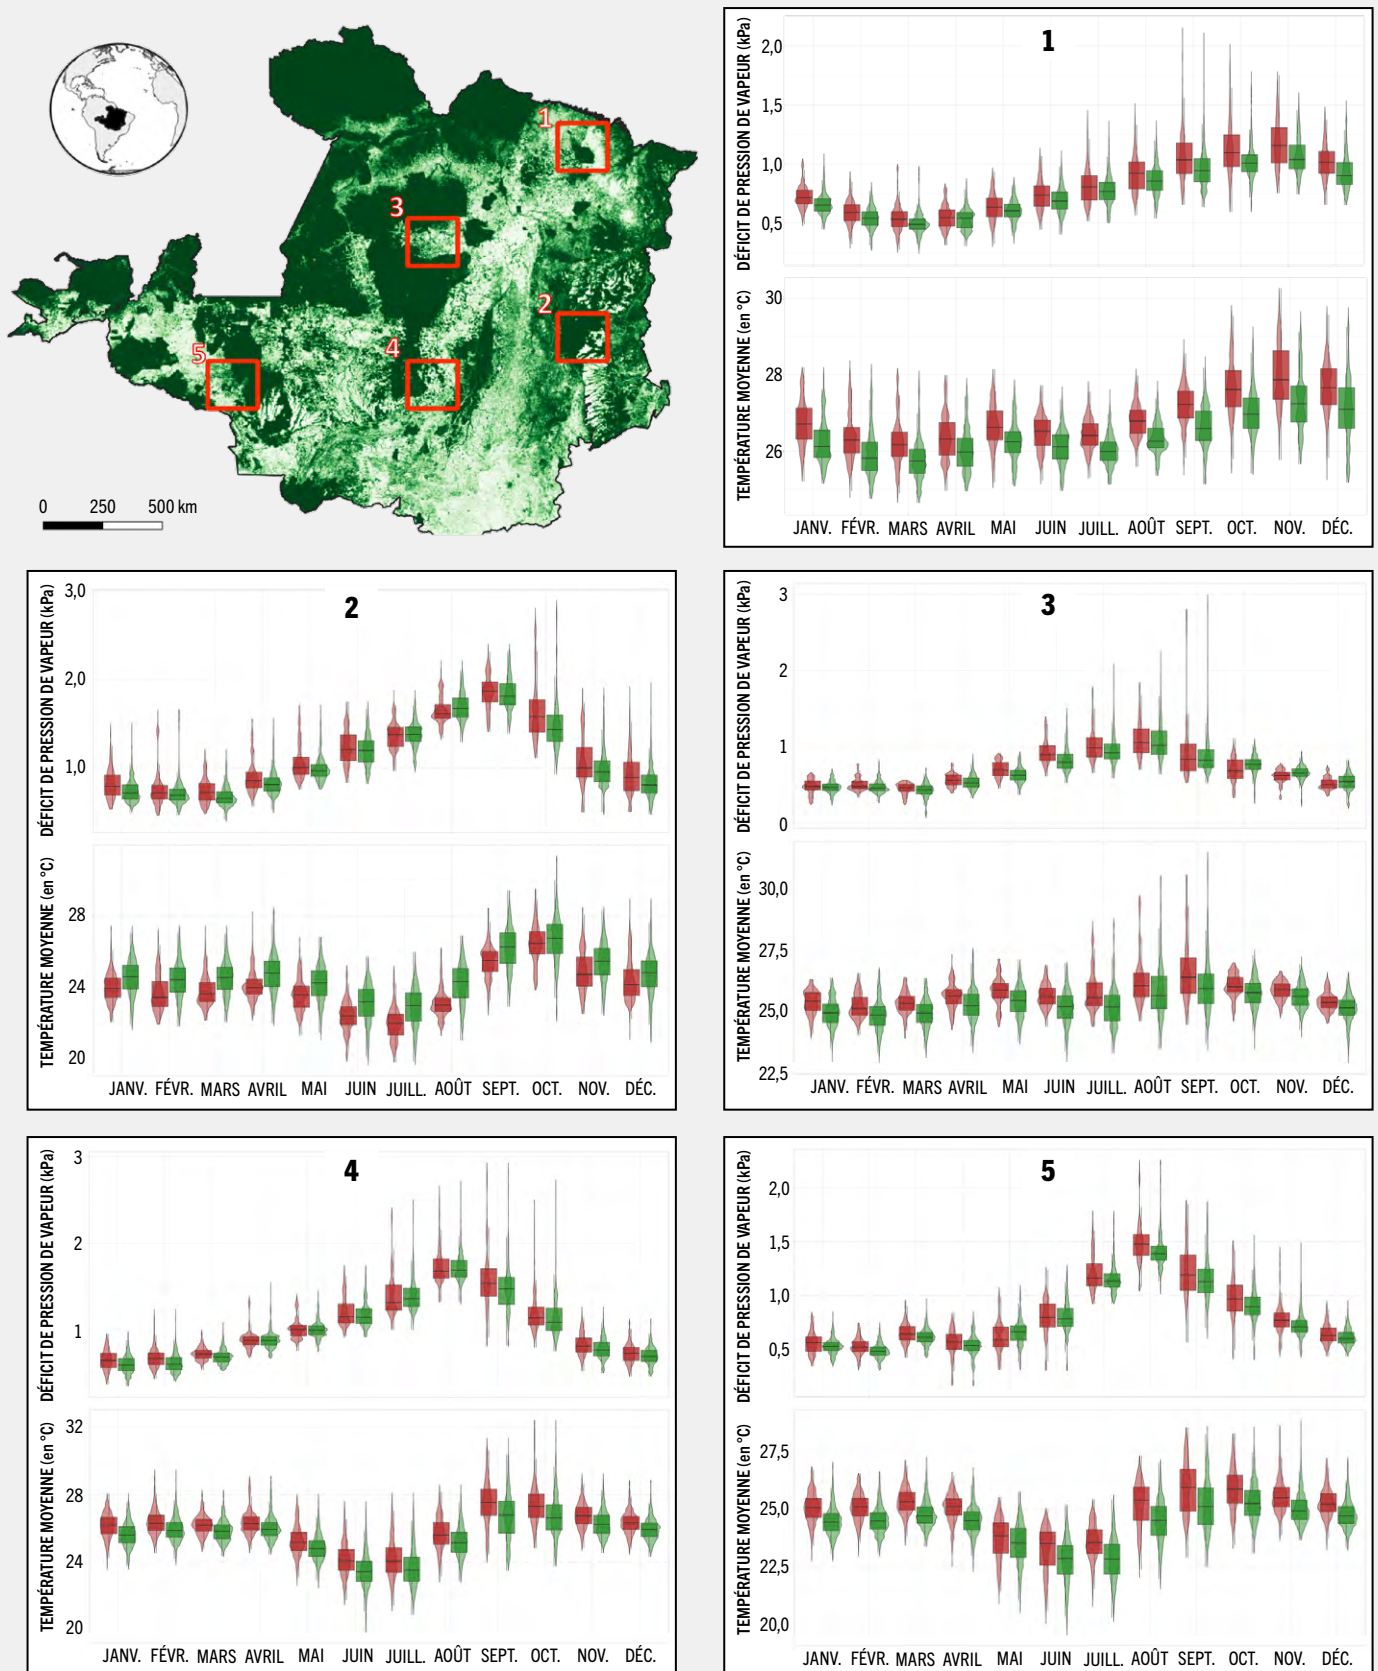 1
2
3
4
5
0 250 500 km
1
DÉFICIT DE PRESSION DE VAPEUR (kPa)
2,0
1,5
1,0
0,5
TEMPÉRATURE MOYENNE (en °C)
30
28
26
JANV. FÉVR. MARS AVRIL MAI JUIN JUILL. AOÛT SEPT. OCT. NOV. DÉC.
2
DÉFICIT DE PRESSION DE VAPEUR (kPa)
3,0
2,0
1,0
TEMPÉRATURE MOYENNE (en °C)
28
24
20
JANV. FÉVR. MARS AVRIL MAI JUIN JUILL. AOÛT SEPT. OCT. NOV. DÉC.
3
DÉFICIT DE PRESSION DE VAPEUR (kPa)
3
2
1
0
TEMPÉRATURE MOYENNE (en °C)
30,0
27,5
25,0
22,5
JANV. FÉVR. MARS AVRIL MAI JUIN JUILL. AOÛT SEPT. OCT. NOV. DÉC.
4
DÉFICIT DE PRESSION DE VAPEUR (kPa)
3
2
1
TEMPÉRATURE MOYENNE (en °C)
32
28
24
20
JANV. FÉVR. MARS AVRIL MAI JUIN JUILL. AOÛT SEPT. OCT. NOV. DÉC.
5
DÉFICIT DE PRESSION DE VAPEUR (kPa)
2,0
1,5
1,0
0,5
TEMPÉRATURE MOYENNE (en °C)
27,5
25,0
22,5
20,0
JANV. FÉVR. MARS AVRIL MAI JUIN JUILL. AOÛT SEPT. OCT. NOV. DÉC.